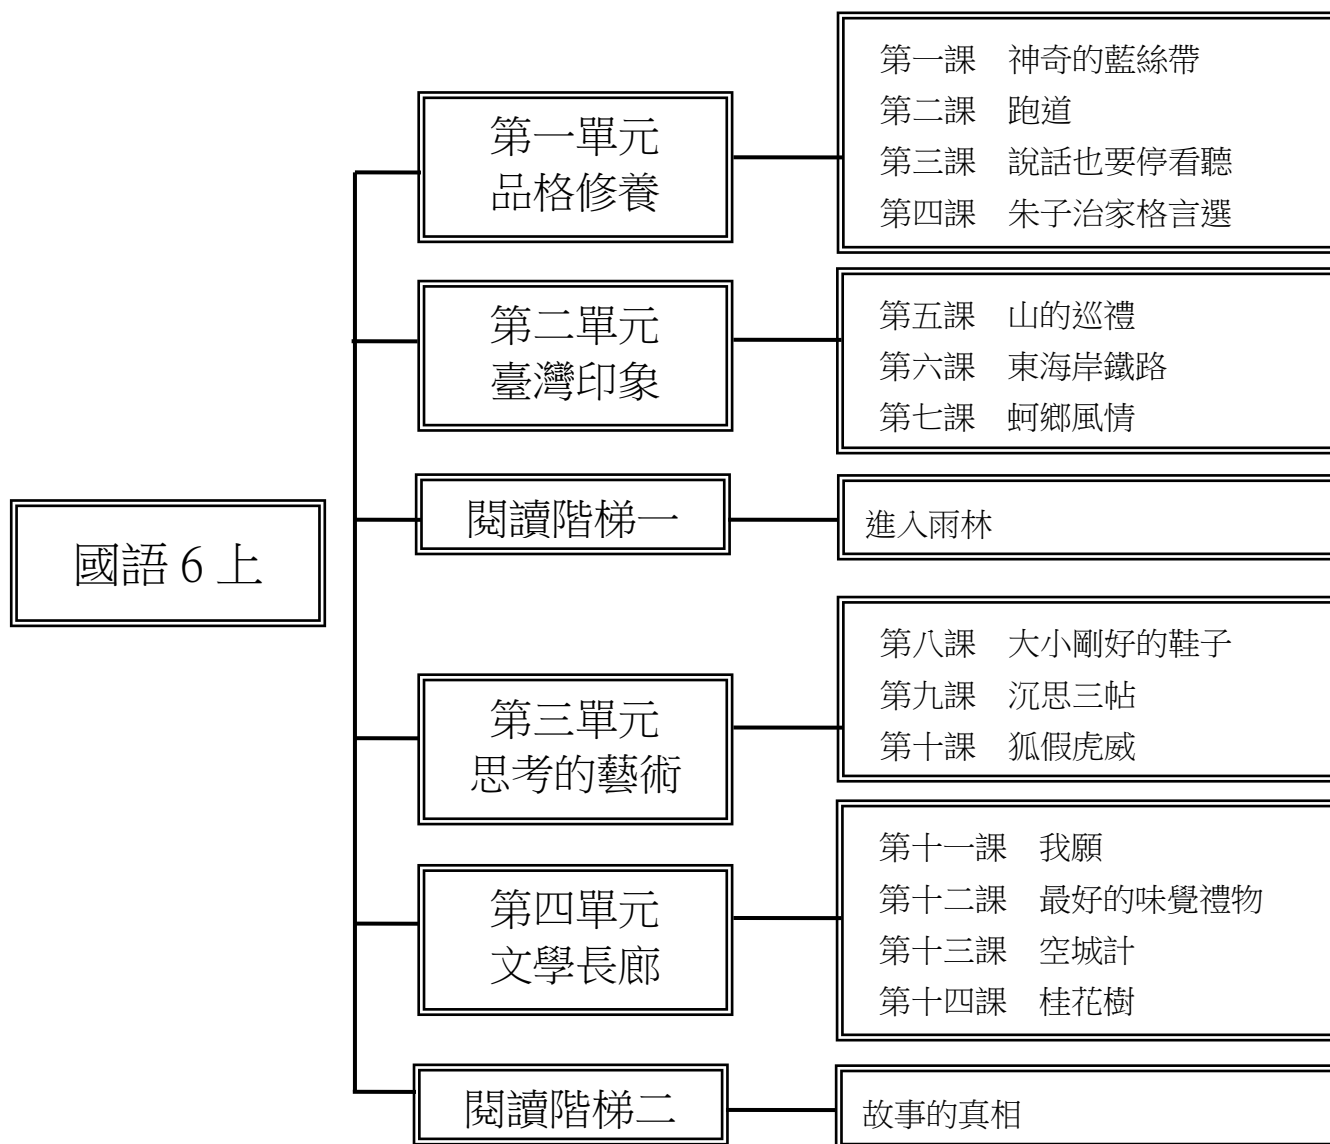 國語 6 上
第一單元
品格修養
第一課　神奇的藍絲帶
第二課　跑道
第三課　說話也要停看聽
第四課　朱子治家格言選
第二單元
臺灣印象
第五課　山的巡禮
第六課　東海岸鐵路
第七課　蚵鄉風情
閱讀階梯一
進入雨林
第三單元
思考的藝術
第八課　大小剛好的鞋子
第九課　沉思三帖
第十課　狐假虎威
第四單元
文學長廊
第十一課　我願
第十二課　最好的味覺禮物
第十三課　空城計
第十四課　桂花樹
閱讀階梯二
故事的真相